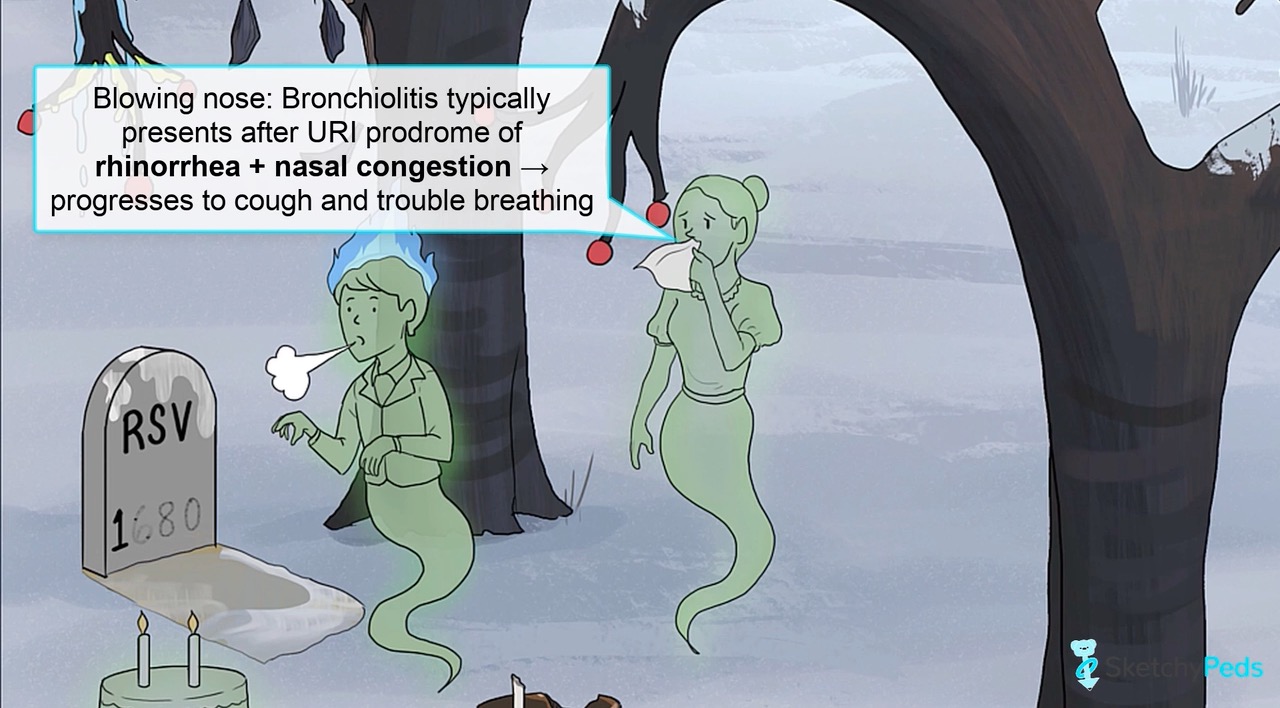 Blowing nose: Bronchiolitis typically
presents after URI prodrome of
rhinorrhea + nasal congestion →
progresses to cough and trouble breathing
RSV
1680
SketchyPeds